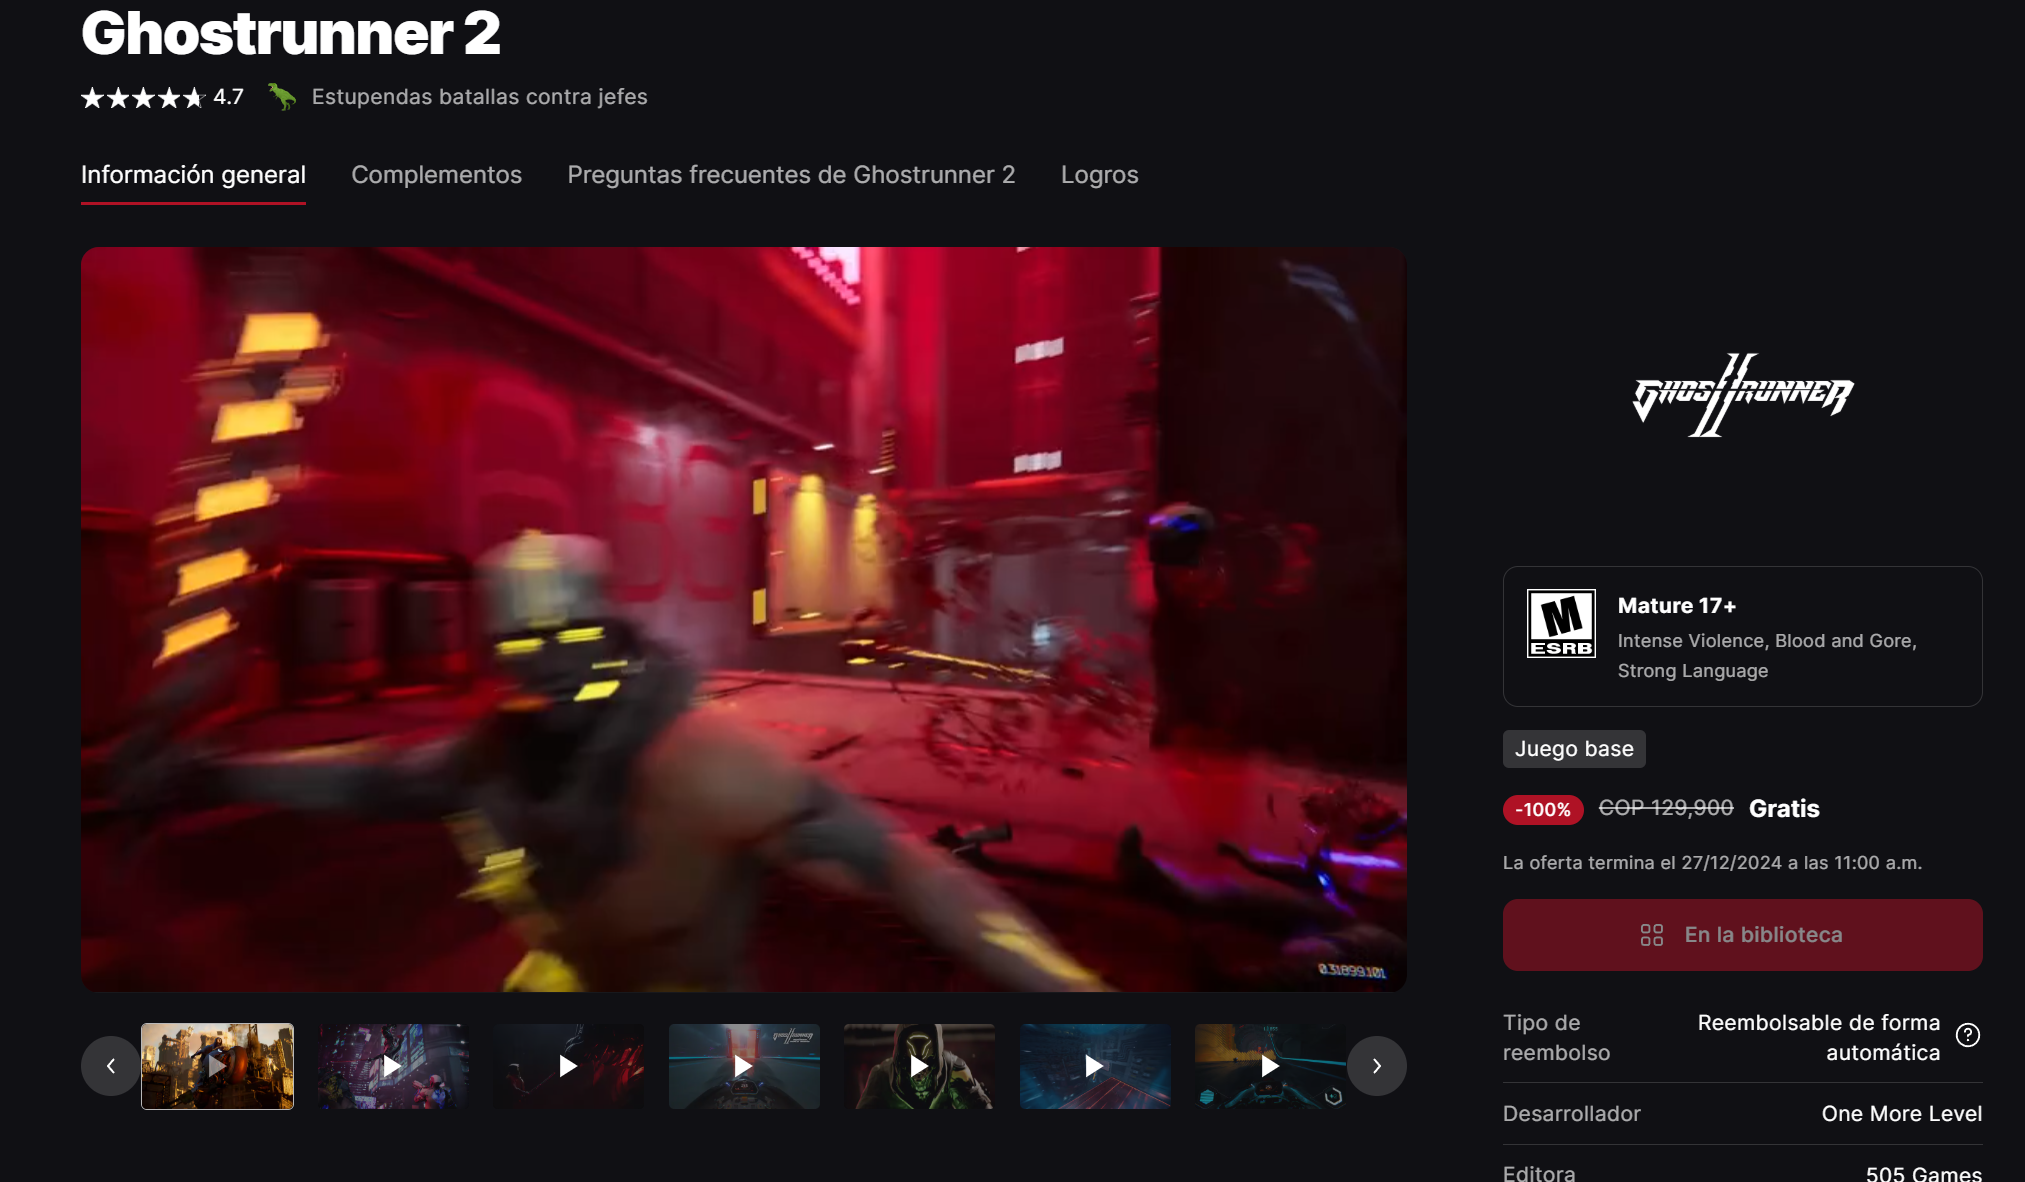 Ghostrunner 2
4.7
Estupendas batallas contra jefes
Información general
Complementos
Preguntas frecuentes de Ghostrunner 2
Logros
GHOSTRUNNER
M
ESRB
Mature 17+
Intense Violence, Blood and Gore,
Strong Language
Juego base
-100% COP 129,900 Gratis
La oferta termina el 27/12/2024 a las 11:00 a.m.
En la biblioteca
Tipo de
reembolso
Reembolsable de forma
automática
Desarrollador
One More Level
Editora
505 Games